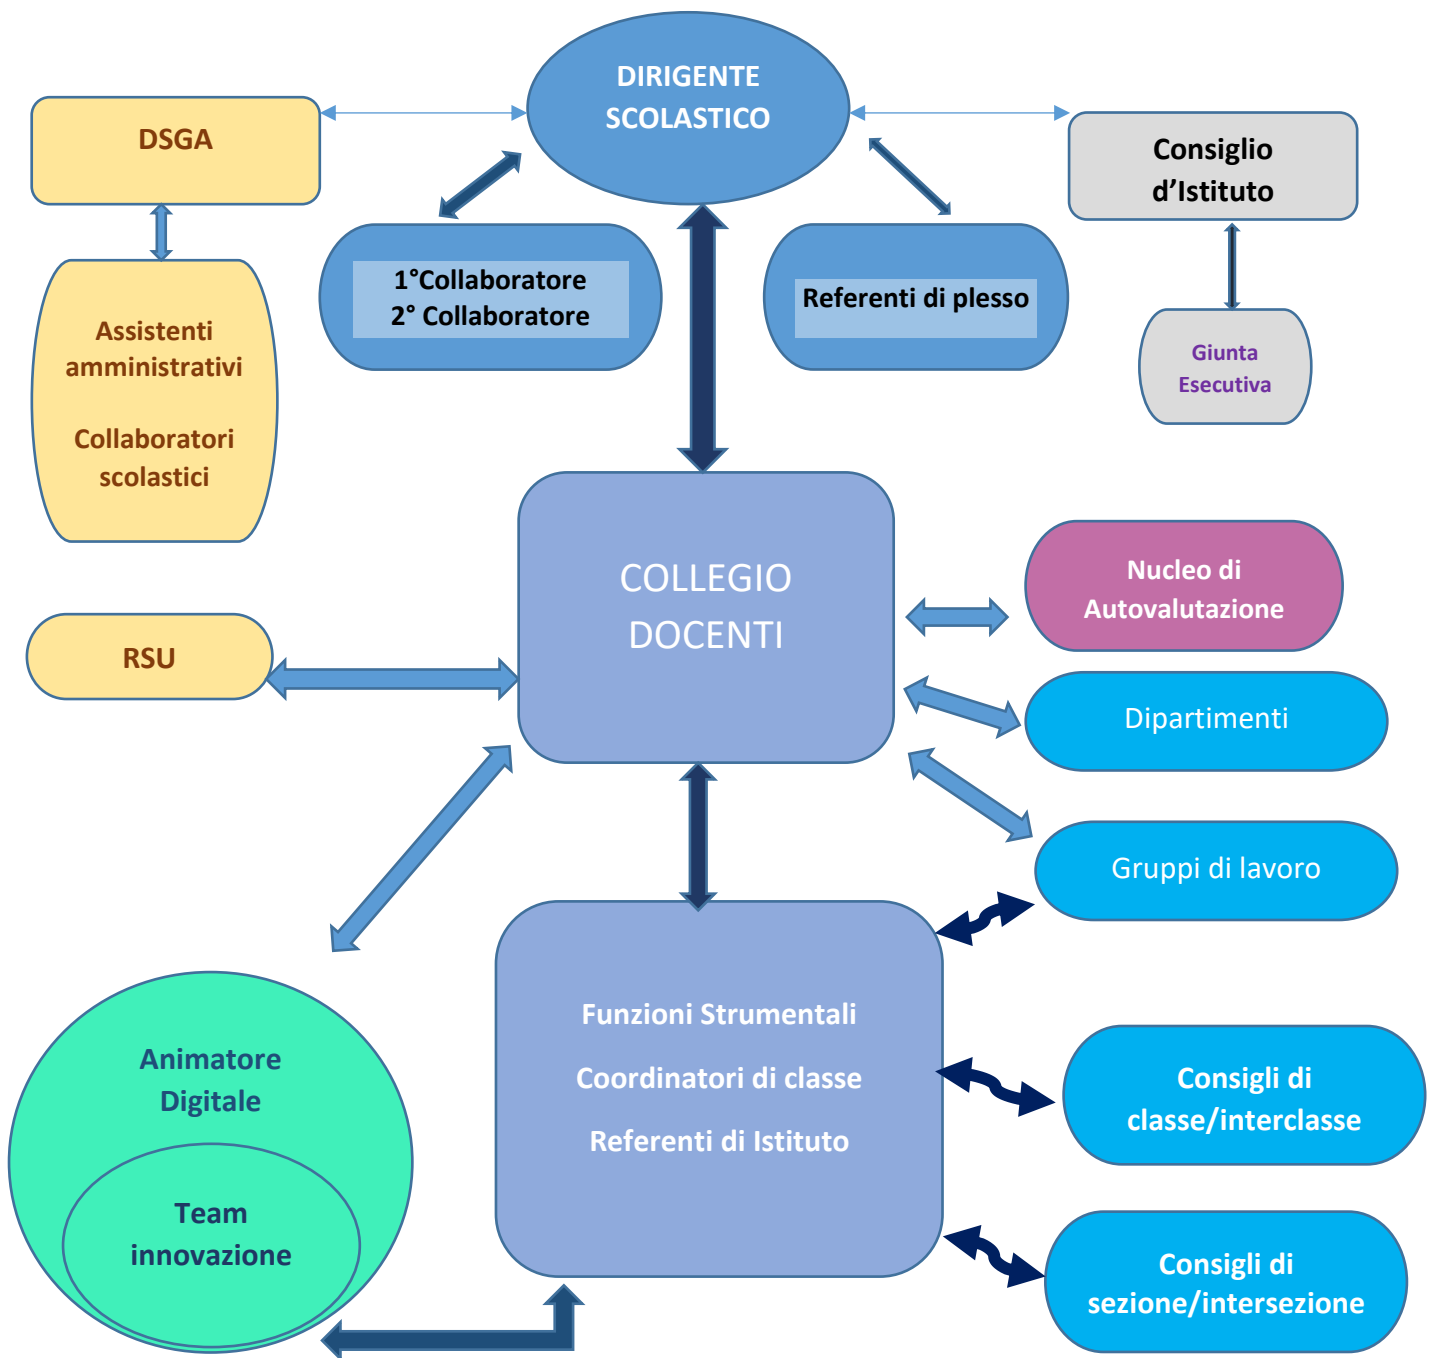 DIRIGENTE
SCOLASTICO
DSGA
Consiglio
d’Istituto
1°Collaboratore
2° Collaboratore
Referenti di plesso
Assistenti
amministrativi
Collaboratori
scolastici
Giunta
Esecutiva
COLLEGIO
DOCENTI
Nucleo di
Autovalutazione
RSU
Dipartimenti
Gruppi di lavoro
Funzioni Strumentali
Coordinatori di classe
Referenti di Istituto
Animatore
Digitale
Team
innovazione
Consigli di
classe/interclasse
Consigli di
sezione/intersezione